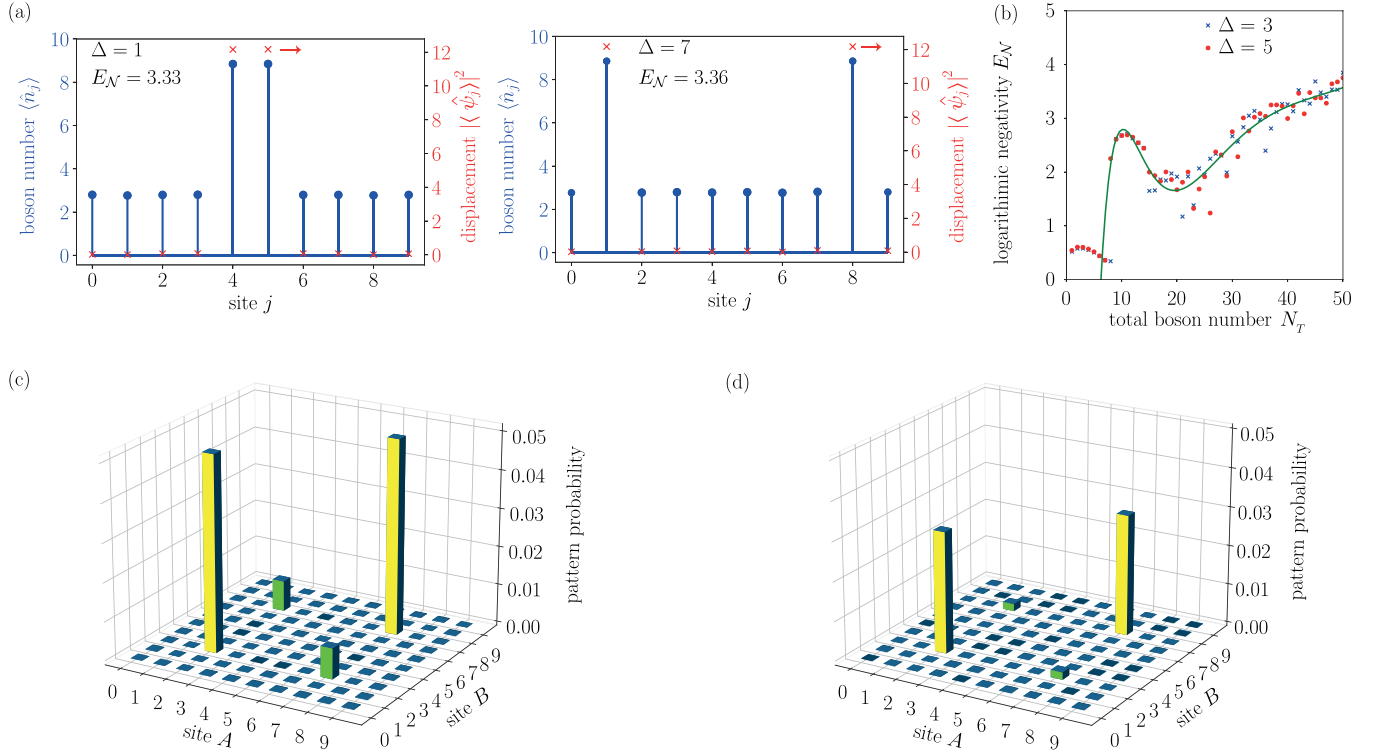 (a)
Δ = 1
E_𝒩 = 3.33
boson number ⟨n̂_j⟩
10
8
6
4
2
0
0 2 4 6 8
site j
12
10
8
6
4
2
0
displacement |⟨ψ̂_j⟩|²
Δ = 7
E_𝒩 = 3.36
boson number ⟨n̂_j⟩
10
8
6
4
2
0
0 2 4 6 8
site j
12
10
8
6
4
2
0
displacement |⟨ψ̂_j⟩|²
(b)
Δ = 3
Δ = 5
logarithimic negativity E_𝒩
5
4
3
2
1
0
0 10 20 30 40 50
total boson number N_T
(c)
0.05
0.04
0.03
0.02
0.01
0.00
pattern probability
0 1 2 3 4 5 6 7 8 9
site A
0 1 2 3 4 5 6 7 8 9
site B
(d)
0.05
0.04
0.03
0.02
0.01
0.00
pattern probability
0 1 2 3 4 5 6 7 8 9
site A
0 1 2 3 4 5 6 7 8 9
site B